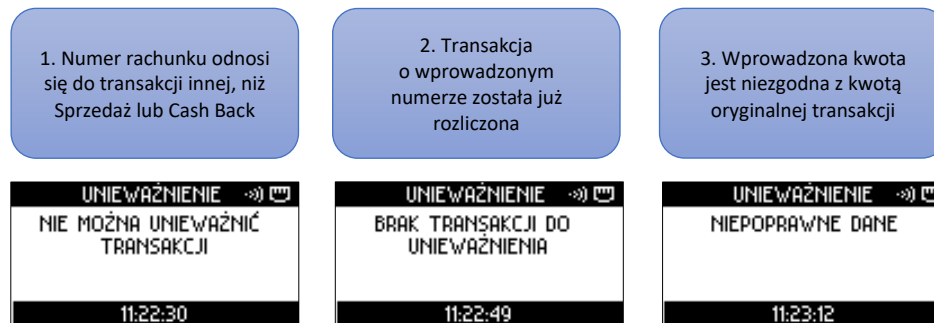 1. Numer rachunku odnosi
się do transakcji innej, niż
Sprzedaż lub Cash Back
2. Transakcja
o wprowadzonym
numerze została już
rozliczona
3. Wprowadzona kwota
jest niezgodna z kwotą
oryginalnej transakcji
UNIEWAŻNIENIE
NIE MOŻNA UNIEWAŻNIĆ
TRANSAKCJI
11:22:30
UNIEWAŻNIENIE
BRAK TRANSAKCJI DO
UNIEWAŻNIENIA
11:22:49
UNIEWAŻNIENIE
NIEPOPRAWNE DANE
11:23:12